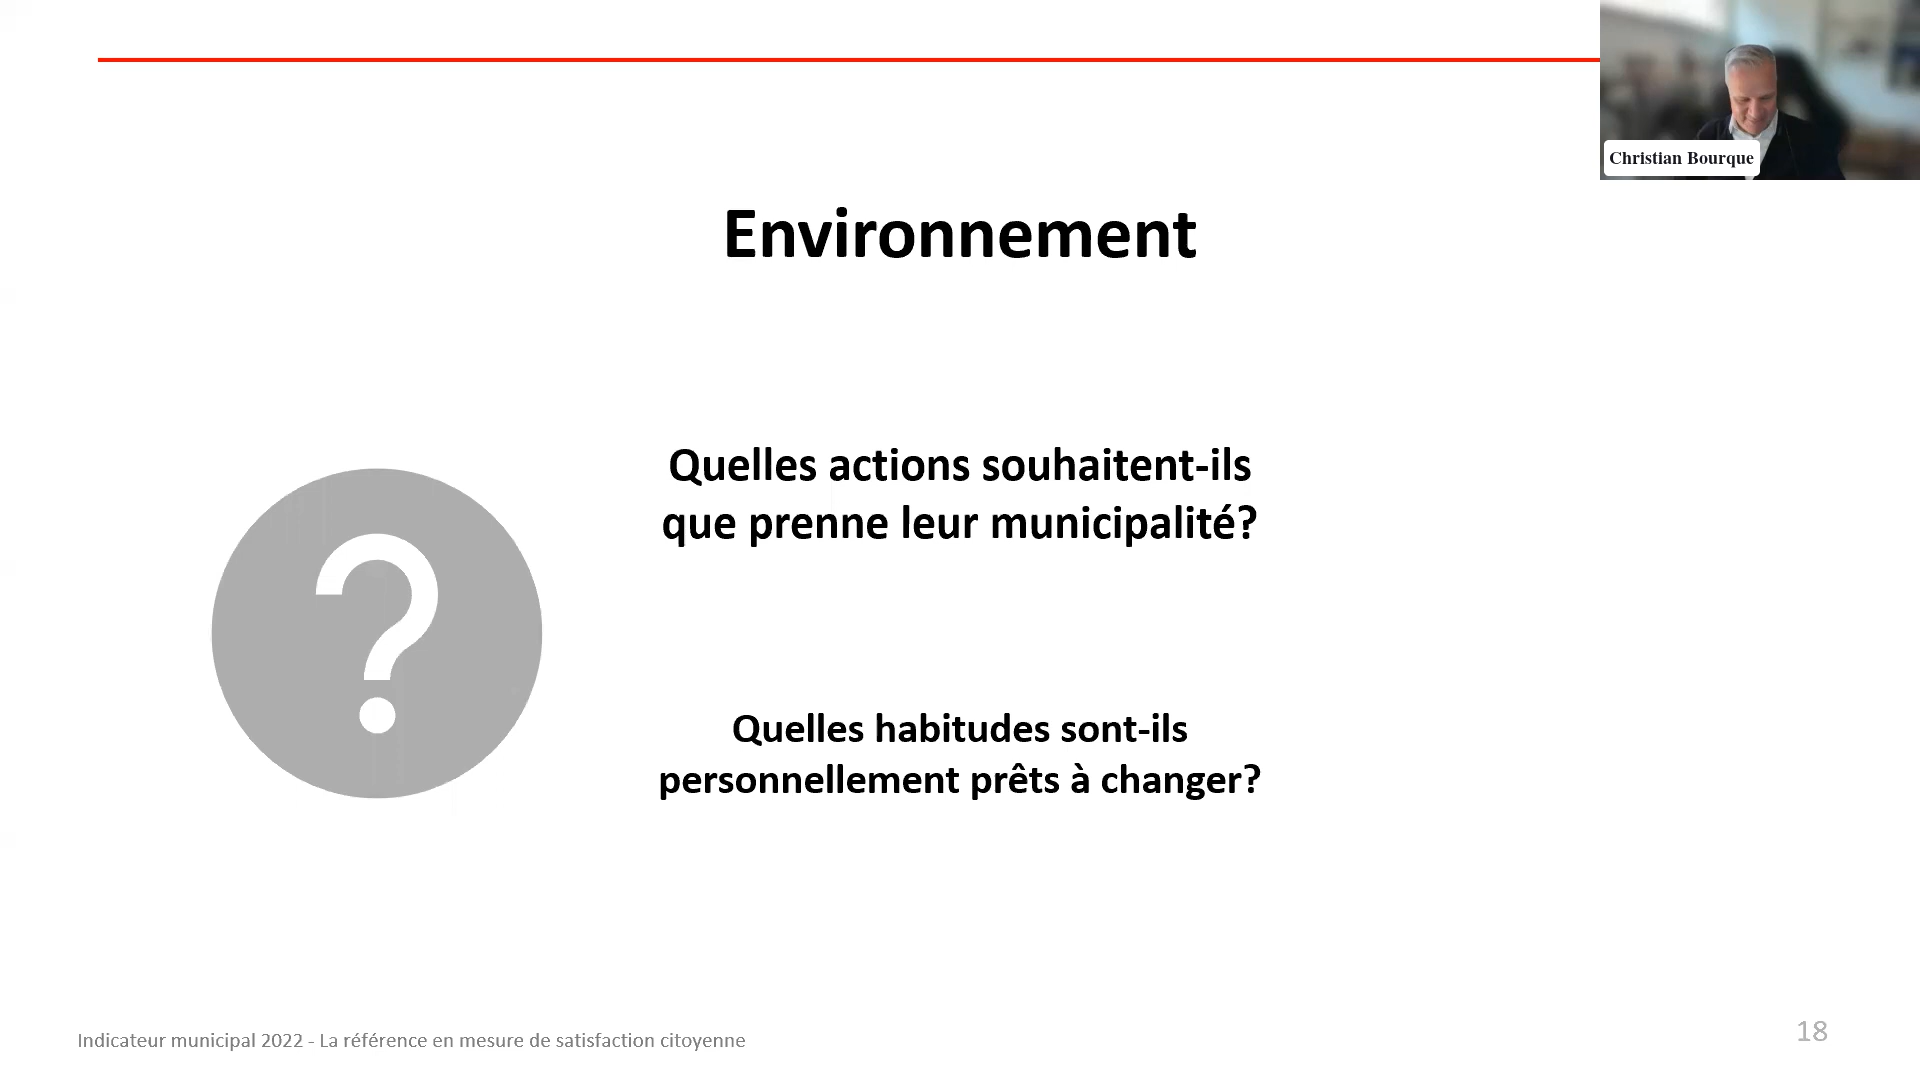 Christian Bourque
Environnement
Quelles actions souhaitent-ils
que prenne leur municipalité?
?
Quelles habitudes sont-ils
personnellement prêts à changer?
Indicateur municipal 2022 - La référence en mesure de satisfaction citoyenne
18